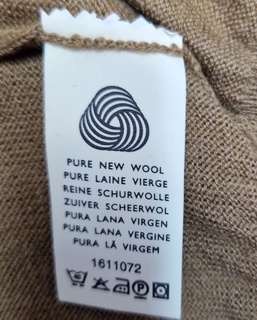 PURE NEW WOOL
PURE LAINE VIERGE
REINE SCHURWOLLE
ZUIVER SCHEERWOL
PURA LANA VIRGEN
PURA LANA VERGINE
PURA LÃ VIRGEM
1611072